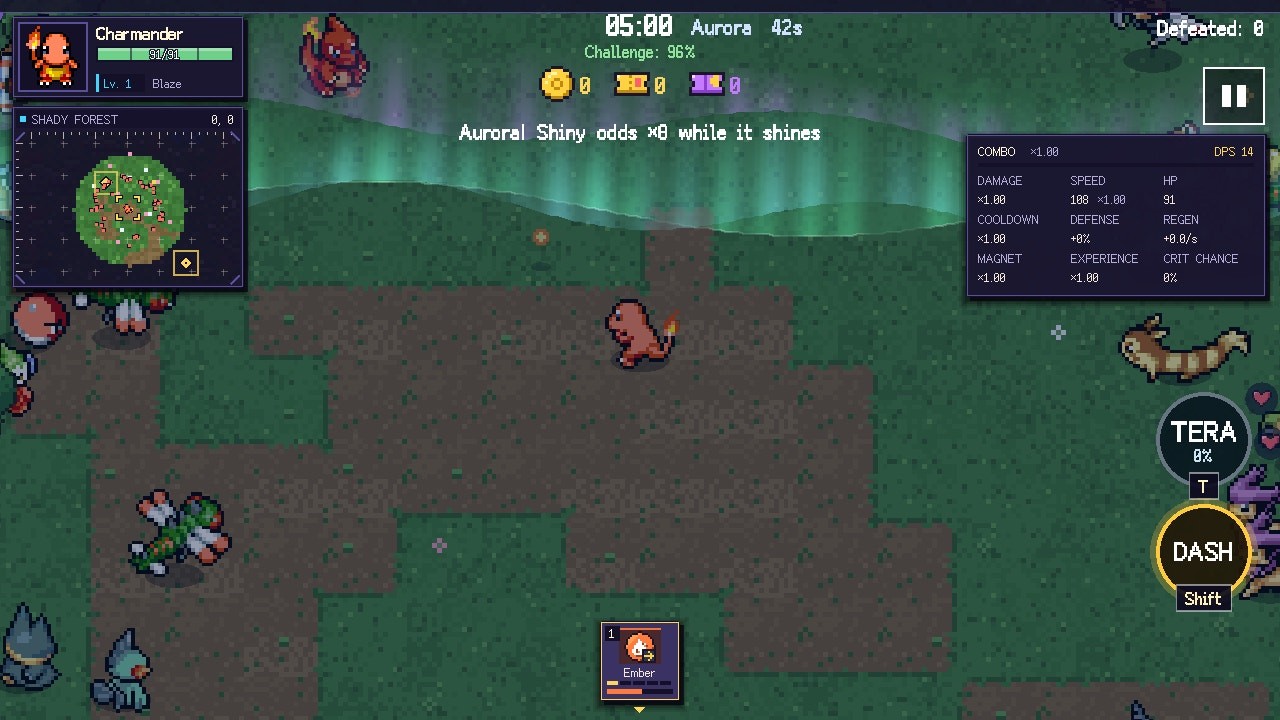 Charmander
91/91
Lv. 1 Blaze
SHADY FOREST 0, 0
05:00 Aurora 42s
Challenge: 96%
0 0 0
Auroral Shiny odds ×8 while it shines
Defeated: 0
COMBO ×1.00 DPS 14
DAMAGE SPEED HP
×1.00 108 ×1.00 91
COOLDOWN DEFENSE REGEN
×1.00 +0% +0.0/s
MAGNET EXPERIENCE CRIT CHANCE
×1.00 ×1.00 0%
TERA
0%
T
DASH
Shift
1
Ember